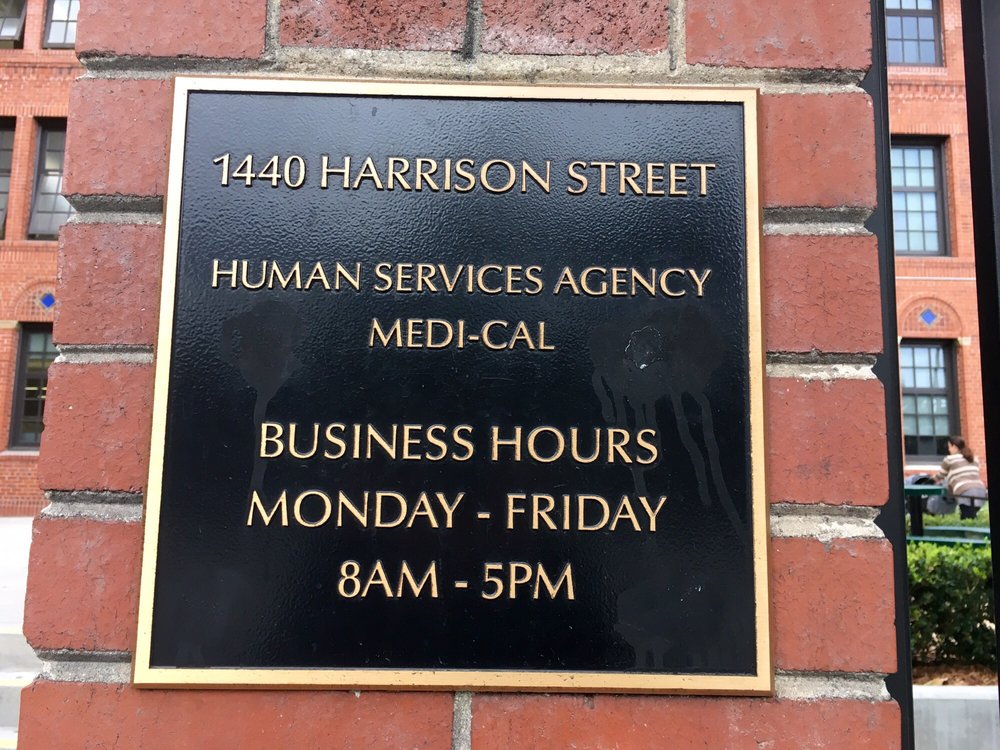 1440 HARRISON STREET
HUMAN SERVICES AGENCY
MEDI-CAL
BUSINESS HOURS
MONDAY - FRIDAY
8AM - 5PM